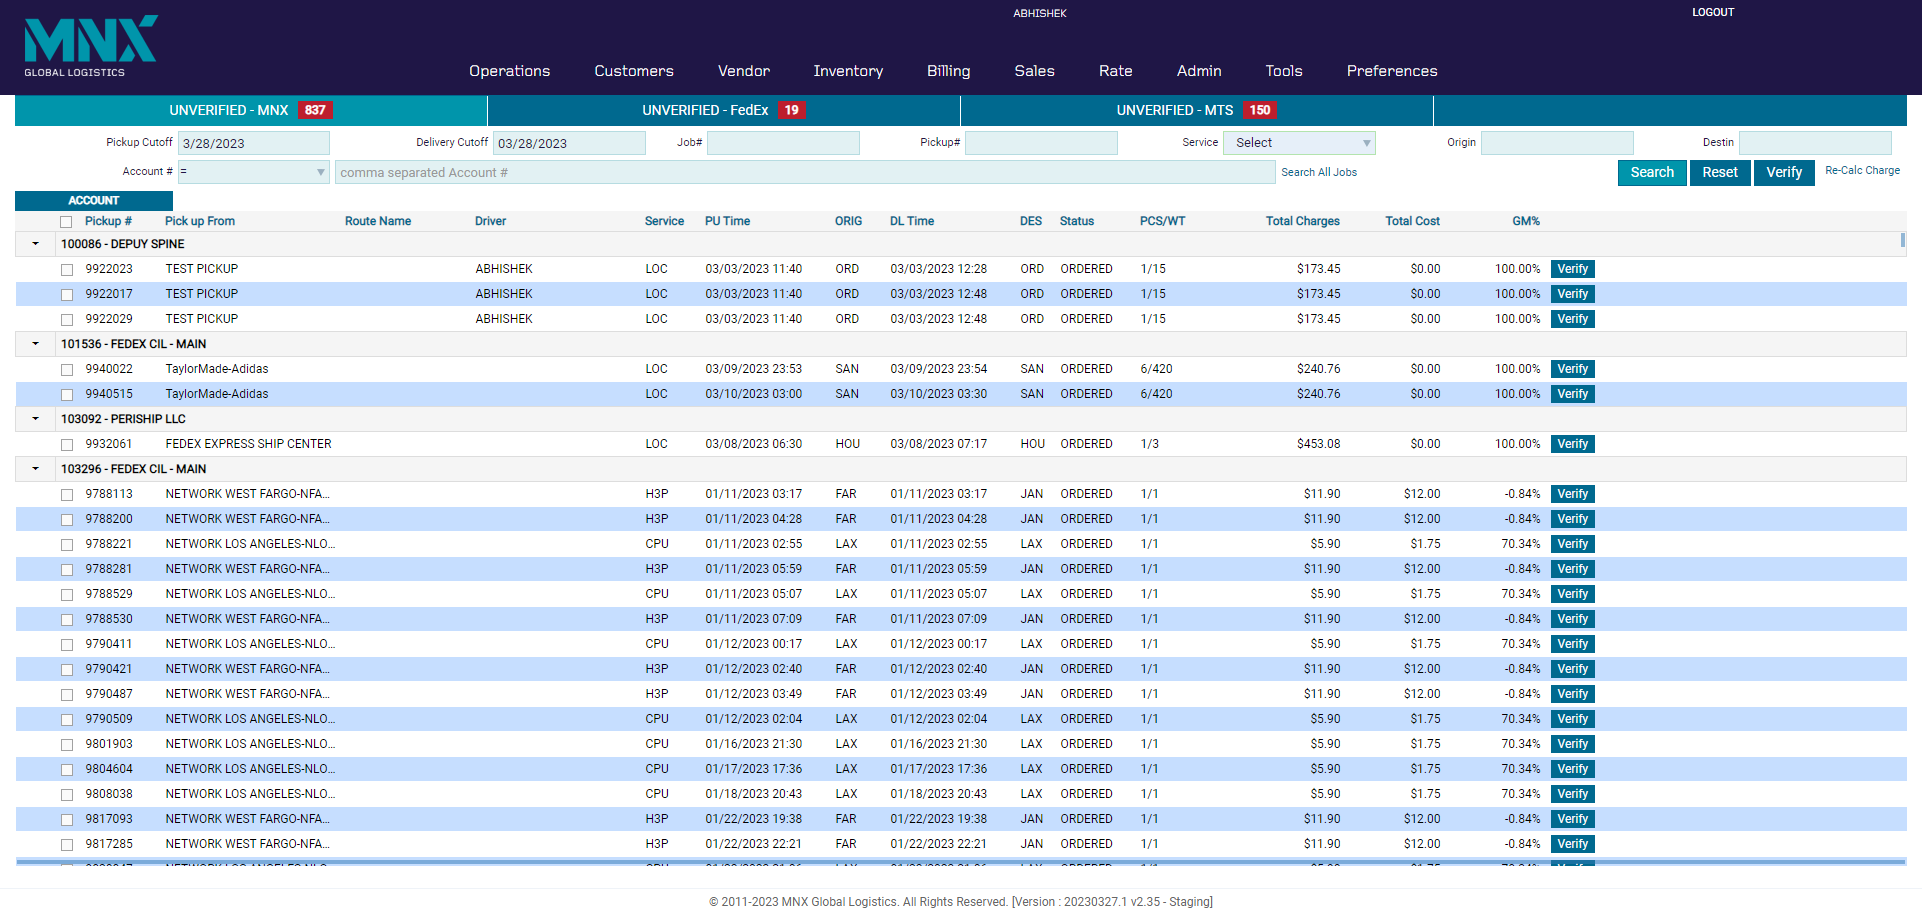 MNX
GLOBAL LOGISTICS
ABHISHEK
LOGOUT
Operations Customers Vendor Inventory Billing Sales Rate Admin Tools Preferences
UNVERIFIED - MNX 837 UNVERIFIED - FedEx 19 UNVERIFIED - MTS 150
Pickup Cutoff 3/28/2023 Delivery Cutoff 03/28/2023 Job# Pickup# Service Select Origin Destin
Account # = comma separated Account # Search All Jobs Search Reset Verify Re-Calc Charge
ACCOUNT
Pickup # Pick up From Route Name Driver Service PU Time ORIG DL Time DES Status PCS/WT Total Charges Total Cost GM%
100086 - DEPUY SPINE
9922023 TEST PICKUP ABHISHEK LOC 03/03/2023 11:40 ORD 03/03/2023 12:28 ORD ORDERED 1/15 $173.45 $0.00 100.00% Verify
9922017 TEST PICKUP ABHISHEK LOC 03/03/2023 11:40 ORD 03/03/2023 12:48 ORD ORDERED 1/15 $173.45 $0.00 100.00% Verify
9922029 TEST PICKUP ABHISHEK LOC 03/03/2023 11:40 ORD 03/03/2023 12:48 ORD ORDERED 1/15 $173.45 $0.00 100.00% Verify
101536 - FEDEX CIL - MAIN
9940022 TaylorMade-Adidas LOC 03/09/2023 23:53 SAN 03/09/2023 23:54 SAN ORDERED 6/420 $240.76 $0.00 100.00% Verify
9940515 TaylorMade-Adidas LOC 03/10/2023 03:00 SAN 03/10/2023 03:30 SAN ORDERED 6/420 $240.76 $0.00 100.00% Verify
103092 - PERISHIP LLC
9932061 FEDEX EXPRESS SHIP CENTER LOC 03/08/2023 06:30 HOU 03/08/2023 07:17 HOU ORDERED 1/3 $453.08 $0.00 100.00% Verify
103296 - FEDEX CIL - MAIN
9788113 NETWORK WEST FARGO-NFA... H3P 01/11/2023 03:17 FAR 01/11/2023 03:17 JAN ORDERED 1/1 $11.90 $12.00 -0.84% Verify
9788200 NETWORK WEST FARGO-NFA... H3P 01/11/2023 04:28 FAR 01/11/2023 04:28 JAN ORDERED 1/1 $11.90 $12.00 -0.84% Verify
9788221 NETWORK LOS ANGELES-NLO... CPU 01/11/2023 02:55 LAX 01/11/2023 02:55 LAX ORDERED 1/1 $5.90 $1.75 70.34% Verify
9788281 NETWORK WEST FARGO-NFA... H3P 01/11/2023 05:59 FAR 01/11/2023 05:59 JAN ORDERED 1/1 $11.90 $12.00 -0.84% Verify
9788529 NETWORK LOS ANGELES-NLO... CPU 01/11/2023 05:07 LAX 01/11/2023 05:07 LAX ORDERED 1/1 $5.90 $1.75 70.34% Verify
9788530 NETWORK WEST FARGO-NFA... H3P 01/11/2023 07:09 FAR 01/11/2023 07:09 JAN ORDERED 1/1 $11.90 $12.00 -0.84% Verify
9790411 NETWORK LOS ANGELES-NLO... CPU 01/12/2023 00:17 LAX 01/12/2023 00:17 LAX ORDERED 1/1 $5.90 $1.75 70.34% Verify
9790421 NETWORK WEST FARGO-NFA... H3P 01/12/2023 02:40 FAR 01/12/2023 02:40 JAN ORDERED 1/1 $11.90 $12.00 -0.84% Verify
9790487 NETWORK WEST FARGO-NFA... H3P 01/12/2023 03:49 FAR 01/12/2023 03:49 JAN ORDERED 1/1 $11.90 $12.00 -0.84% Verify
9790509 NETWORK LOS ANGELES-NLO... CPU 01/12/2023 02:04 LAX 01/12/2023 02:04 LAX ORDERED 1/1 $5.90 $1.75 70.34% Verify
9801903 NETWORK LOS ANGELES-NLO... CPU 01/16/2023 21:30 LAX 01/16/2023 21:30 LAX ORDERED 1/1 $5.90 $1.75 70.34% Verify
9804604 NETWORK LOS ANGELES-NLO... CPU 01/17/2023 17:36 LAX 01/17/2023 17:36 LAX ORDERED 1/1 $5.90 $1.75 70.34% Verify
9808038 NETWORK LOS ANGELES-NLO... CPU 01/18/2023 20:43 LAX 01/18/2023 20:43 LAX ORDERED 1/1 $5.90 $1.75 70.34% Verify
9817093 NETWORK WEST FARGO-NFA... H3P 01/22/2023 19:38 FAR 01/22/2023 19:38 JAN ORDERED 1/1 $11.90 $12.00 -0.84% Verify
9817285 NETWORK WEST FARGO-NFA... H3P 01/22/2023 22:21 FAR 01/22/2023 22:21 JAN ORDERED 1/1 $11.90 $12.00 -0.84% Verify
© 2011-2023 MNX Global Logistics. All Rights Reserved. [Version : 20230327.1 v2.35 - Staging]